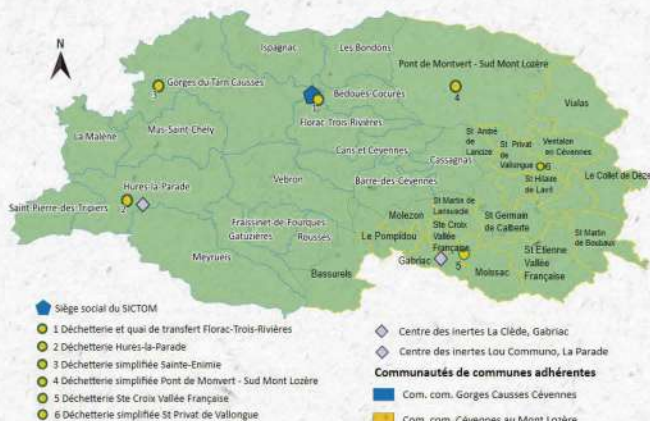 N
Ispagnac
Les Bondons
Pont de Montvert - Sud Mont Lozère
3
Gorges du Tarn Causses
1
Bedouès-Cocurès
4
Vialas
Florac-Trois-Rivières
La Malène
Mas-Saint-Chély
St André
de
Lancize
St Privat
de
Vallongue
Ventalon
en Cévennes
6
Cans et Cévennes
Cassagnas
St Hilaire
de Lavit
Le Collet de Dèze
Hures-la-Parade
2
Vebron
Barre-des-Cévennes
Saint-Pierre-des-Tripiers
St Martin de
Lansuscle
Molezon
Ste Croix
Vallée
Française
St Germain
de Calberte
St Martin
de Boubaux
Fraissinet-de-Fourques
Gatuzières
Rousses
Le Pompidou
Meyrueis
Gabriac
5
St Etienne
Vallée
Française
Bassurels
Moissac
Siège social du SICTOM
1 Déchetterie et quai de transfert Florac-Trois-Rivières
2 Déchetterie Hures-la-Parade
3 Déchetterie simplifiée Sainte-Enimie
4 Déchetterie simplifiée Pont de Monvert - Sud Mont Lozère
5 Déchetterie Ste Croix Vallée Française
6 Déchetterie simplifiée St Privat de Vallongue
Centre des inertes La Clède, Gabriac
Centre des inertes Lou Communo, La Parade
Communautés de communes adhérentes
Com. com. Gorges Causses Cévennes
Com. com. Cévennes au Mont Lozère